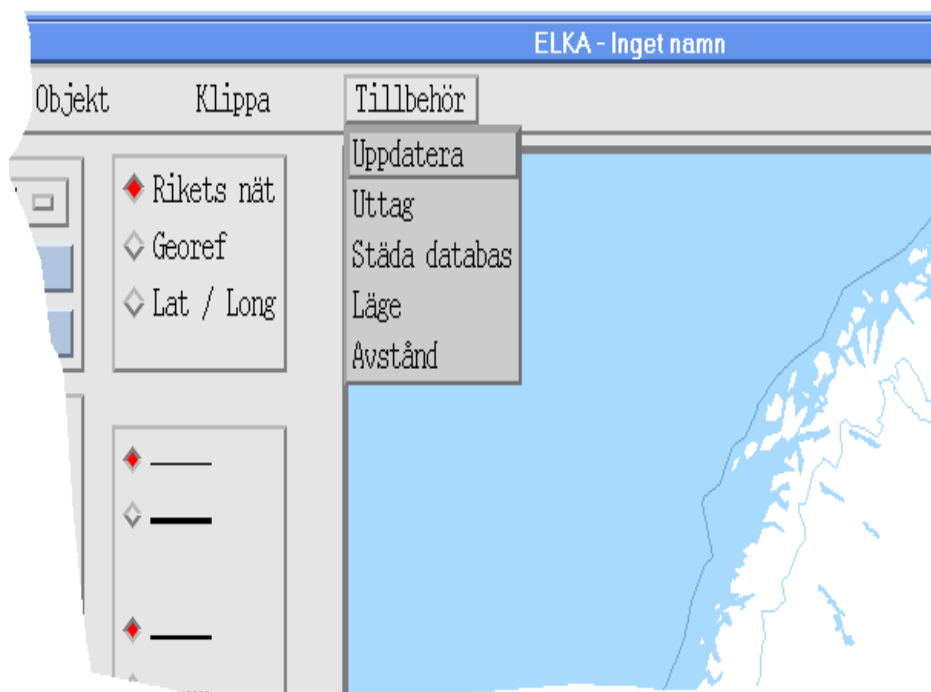 ELKA - Inget namn
Objekt Klippa Tillbehör
Uppdatera
Uttag
Städa databas
Läge
Avstånd
Rikets nät
Georef
Lat / Long